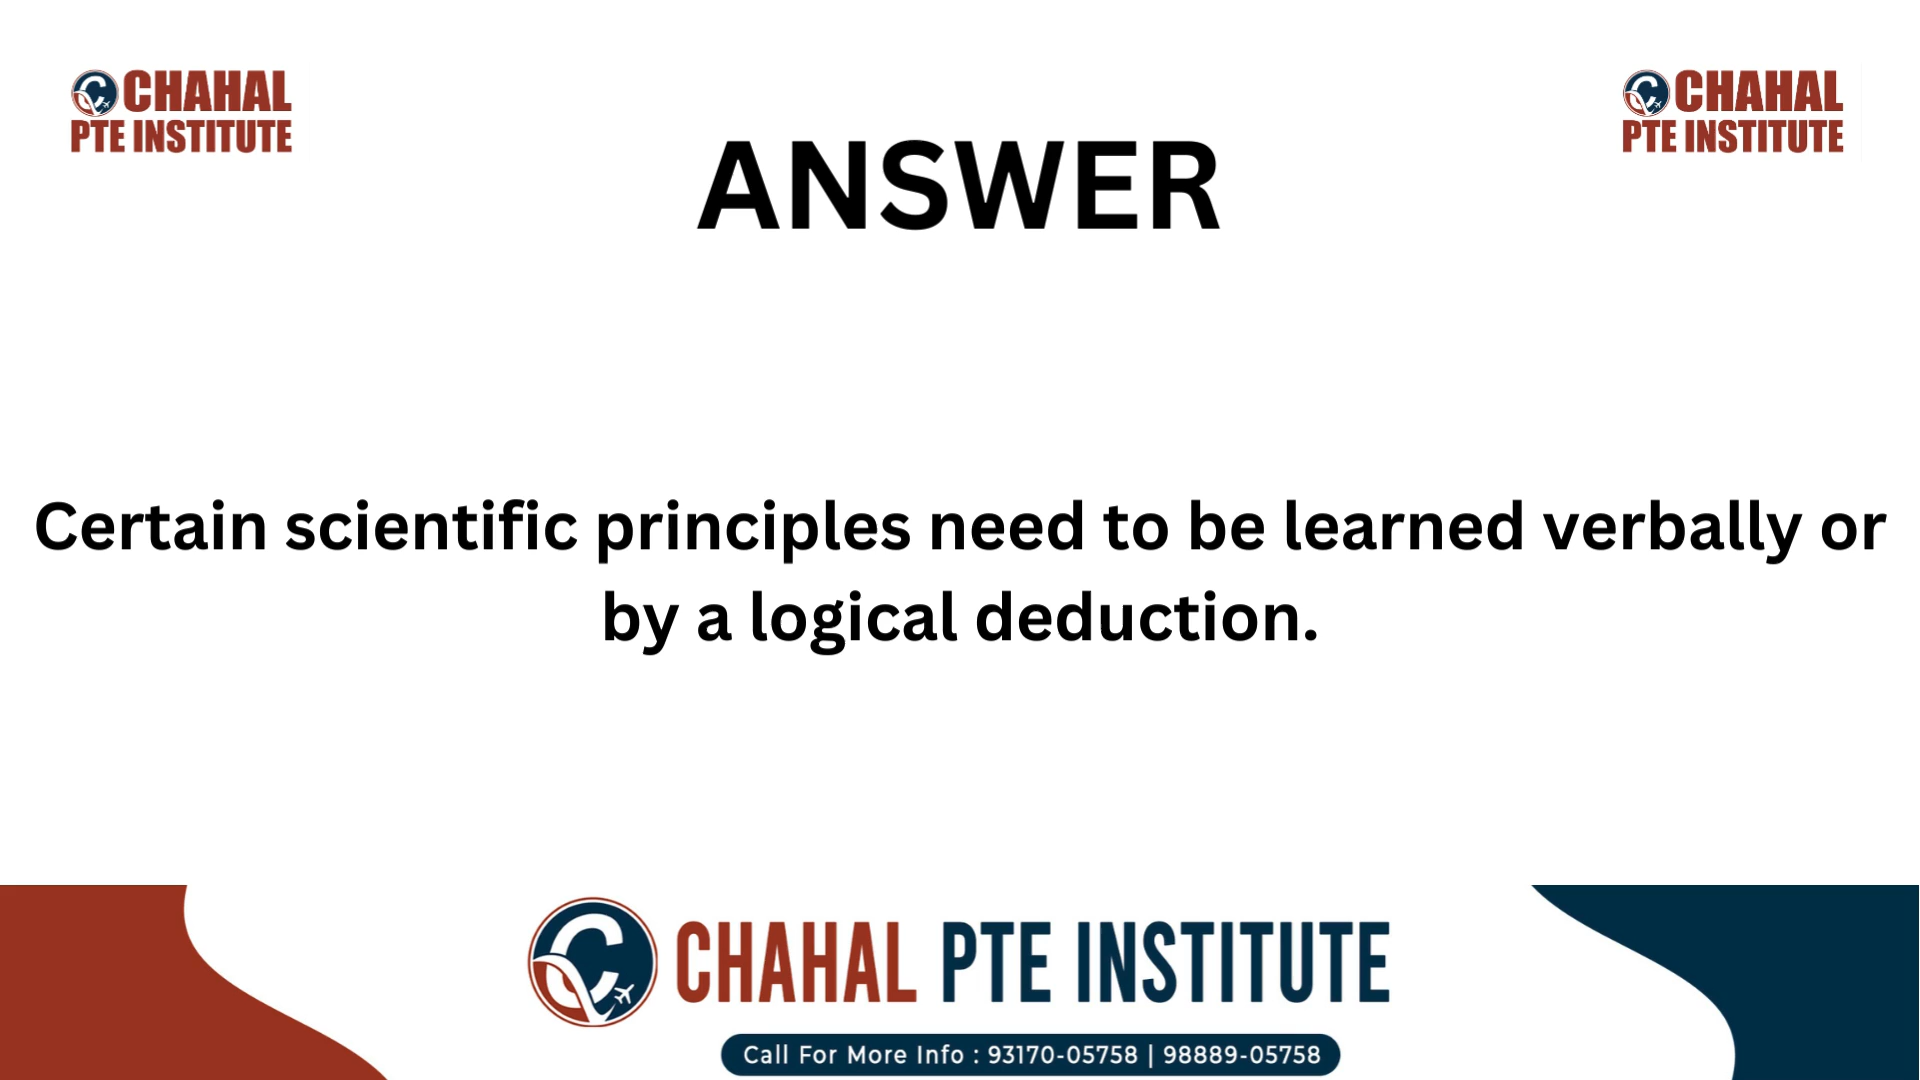 CHAHAL
PTE INSTITUTE
CHAHAL
PTE INSTITUTE
ANSWER
Certain scientific principles need to be learned verbally or
by a logical deduction.
CHAHAL PTE INSTITUTE
Call For More Info : 93170-05758 | 98889-05758